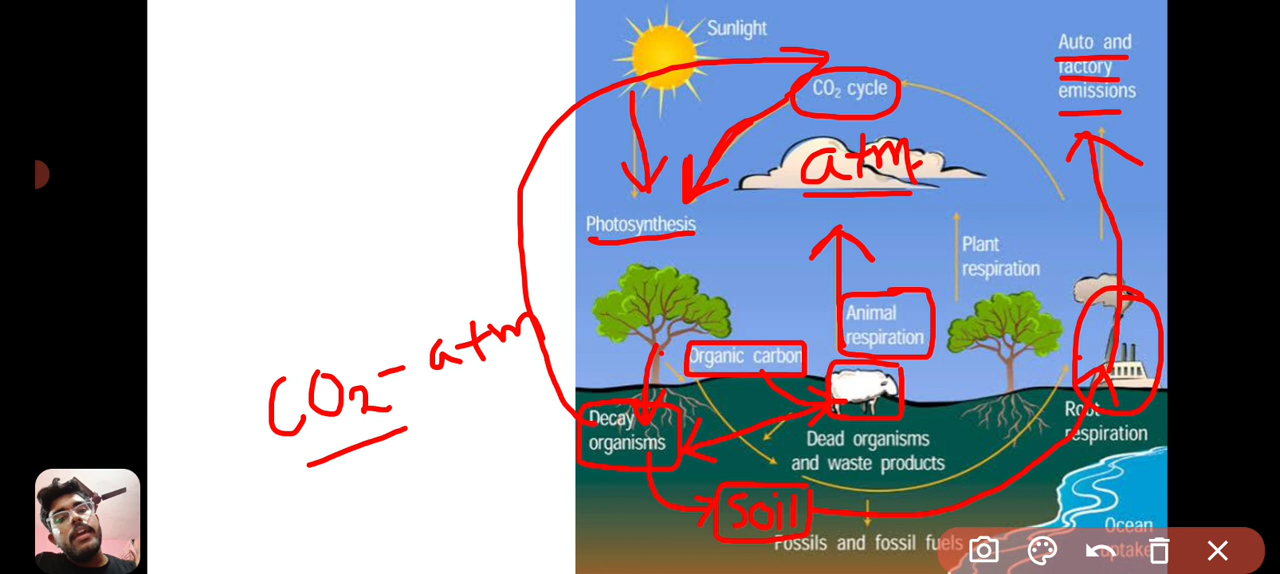 Sunlight
Auto and
factory
emissions
CO₂ cycle
atm
Photosynthesis
Plant
respiration
Animal
respiration
CO₂ - atm
Organic carbon
Decay
organisms
Dead organisms
and waste products
Root
respiration
Soil
Fossils and fossil fuels
Ocean
uptake